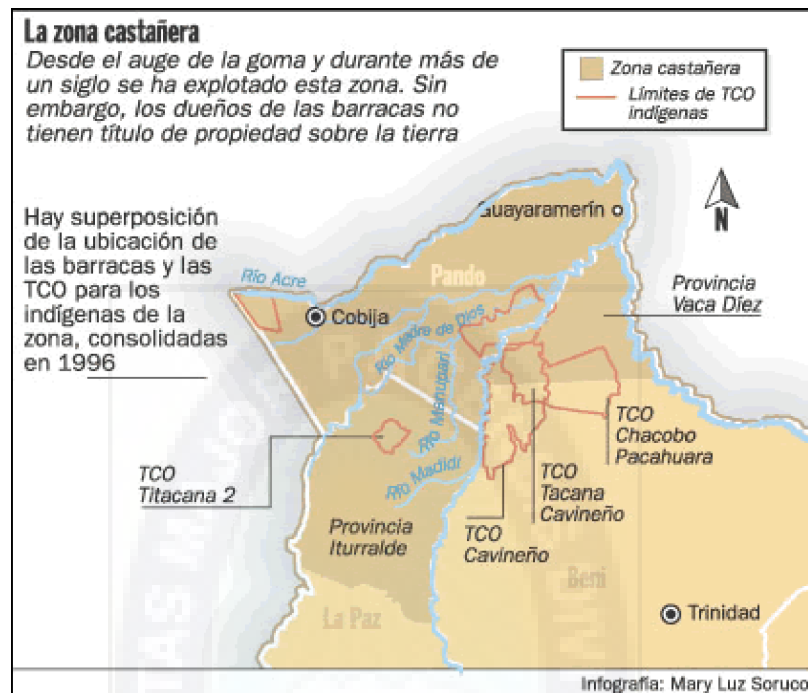 La zona castañera
Desde el auge de la goma y durante más de
un siglo se ha explotado esta zona. Sin
embargo, los dueños de las barracas no
tienen título de propiedad sobre la tierra
Zona castañera
Límites de TCO
indígenas
Hay superposición
de la ubicación de
las barracas y las
TCO para los
indígenas de la
zona, consolidadas
en 1996
Guayaramerín
N
Río Acre
Pando
Provincia
Vaca Díez
Cobija
Río Madre de Dios
Río Manupari
Río Madidi
TCO
Titacana 2
Provincia
Iturralde
TCO
Cavineño
TCO
Tacana
Cavineño
TCO
Chacobo
Pacahuara
La Paz
Beni
Trinidad
Infografía: Mary Luz Soruco